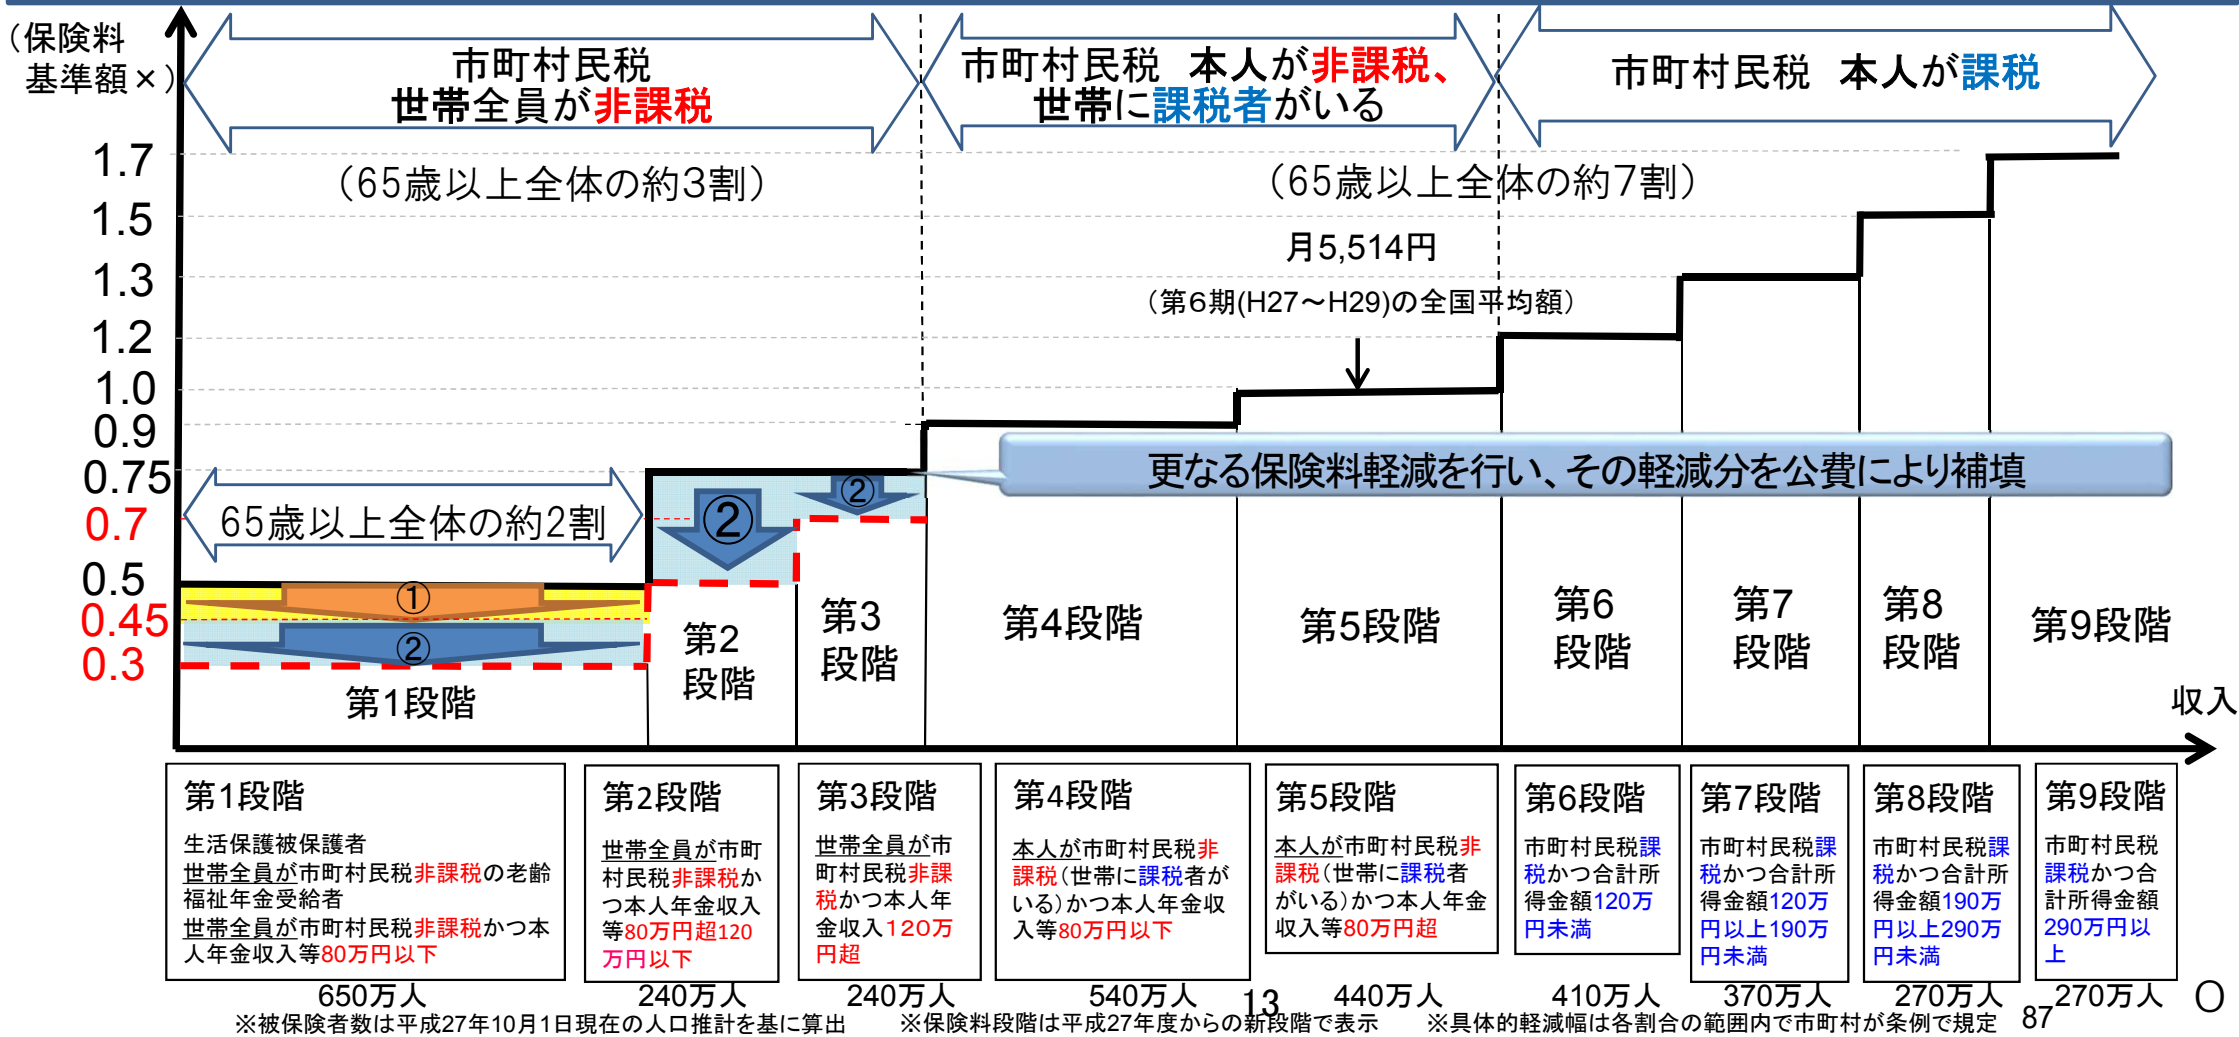 （保険料
基準額×）
市町村民税
世帯全員が非課税
市町村民税　本人が非課税、
世帯に課税者がいる
市町村民税　本人が課税
（65歳以上全体の約3割）
（65歳以上全体の約7割）
1.7
1.5
1.3
1.2
1.0
0.9
0.75
0.7
0.5
0.45
0.3
月5,514円
（第6期(H27～H29)の全国平均額）
更なる保険料軽減を行い、その軽減分を公費により補填
65歳以上全体の約2割
①
②
②
②
第1段階
第2
段階
第3
段階
第4段階
第5段階
第6
段階
第7
段階
第8
段階
第9段階
収入
第1段階
生活保護被保護者
世帯全員が市町村民税非課税の老齢
福祉年金受給者
世帯全員が市町村民税非課税かつ本
人年金収入等80万円以下
第2段階
世帯全員が市町
村民税非課税か
つ本人年金収入
等80万円超120
万円以下
第3段階
世帯全員が市
町村民税非課
税かつ本人年
金収入１２０万
円超
第4段階
本人が市町村民税非
課税（世帯に課税者が
いる）かつ本人年金収
入等80万円以下
第5段階
本人が市町村民税非
課税（世帯に課税者
がいる）かつ本人年金
収入等80万円超
第6段階
市町村民税課
税かつ合計所
得金額120万
円未満
第7段階
市町村民税課
税かつ合計所
得金額120万
円以上190万
円未満
第8段階
市町村民税課
税かつ合計所
得金額190万
円以上290万
円未満
第9段階
市町村民税
課税かつ合
計所得金額
290万円以
上
650万人
240万人
240万人
540万人
13
440万人
410万人
370万人
270万人
270万人
○
※被保険者数は平成27年10月1日現在の人口推計を基に算出
※保険料段階は平成27年度からの新段階で表示
※具体的軽減幅は各割合の範囲内で市町村が条例で規定
87